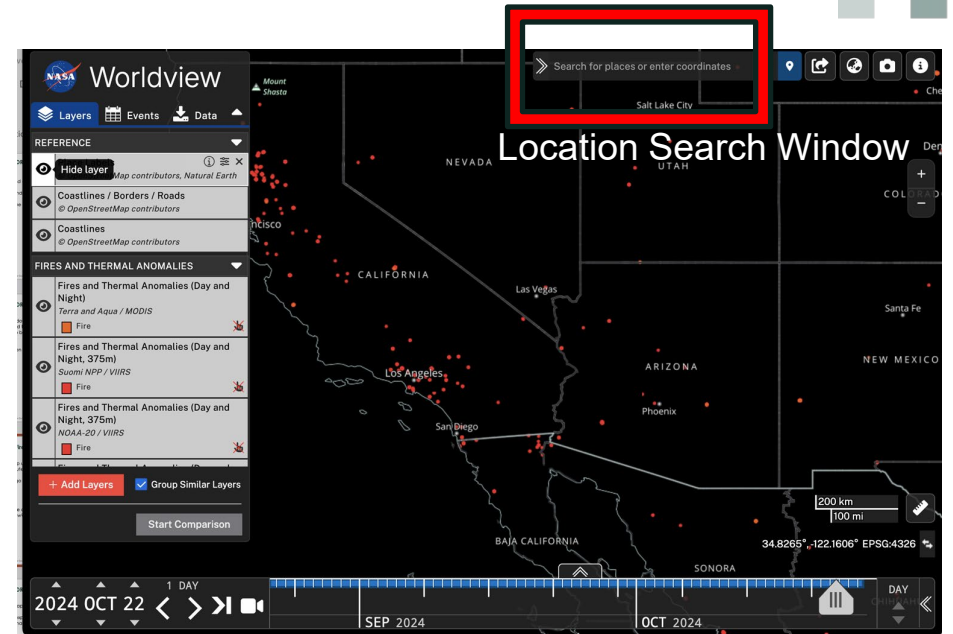 NASA
Worldview
Layers
Events
Data
REFERENCE
Hide layer
Map contributors, Natural Earth
Coastlines / Borders / Roads
© OpenStreetMap contributors
Coastlines
© OpenStreetMap contributors
FIRES AND THERMAL ANOMALIES
Fires and Thermal Anomalies (Day and
Night)
Terra and Aqua / MODIS
Fire
Fires and Thermal Anomalies (Day and
Night, 375m)
Suomi NPP / VIIRS
Fire
Fires and Thermal Anomalies (Day and
Night, 375m)
NOAA-20 / VIIRS
Fire
+ Add Layers
Group Similar Layers
Start Comparison
Search for places or enter coordinates
Location Search Window
Mount
Shasta
Salt Lake City
Che
Den
NEVADA
UTAH
COLORADO
ncisco
CALIFORNIA
Las Vegas
Santa Fe
Los Angeles
ARIZONA
NEW MEXICO
Phoenix
San Diego
BAJA CALIFORNIA
SONORA
200 km
100 mi
34.8265°, -122.1606° EPSG:4326
1 DAY
2024 OCT 22
SEP 2024
OCT 2024
DAY